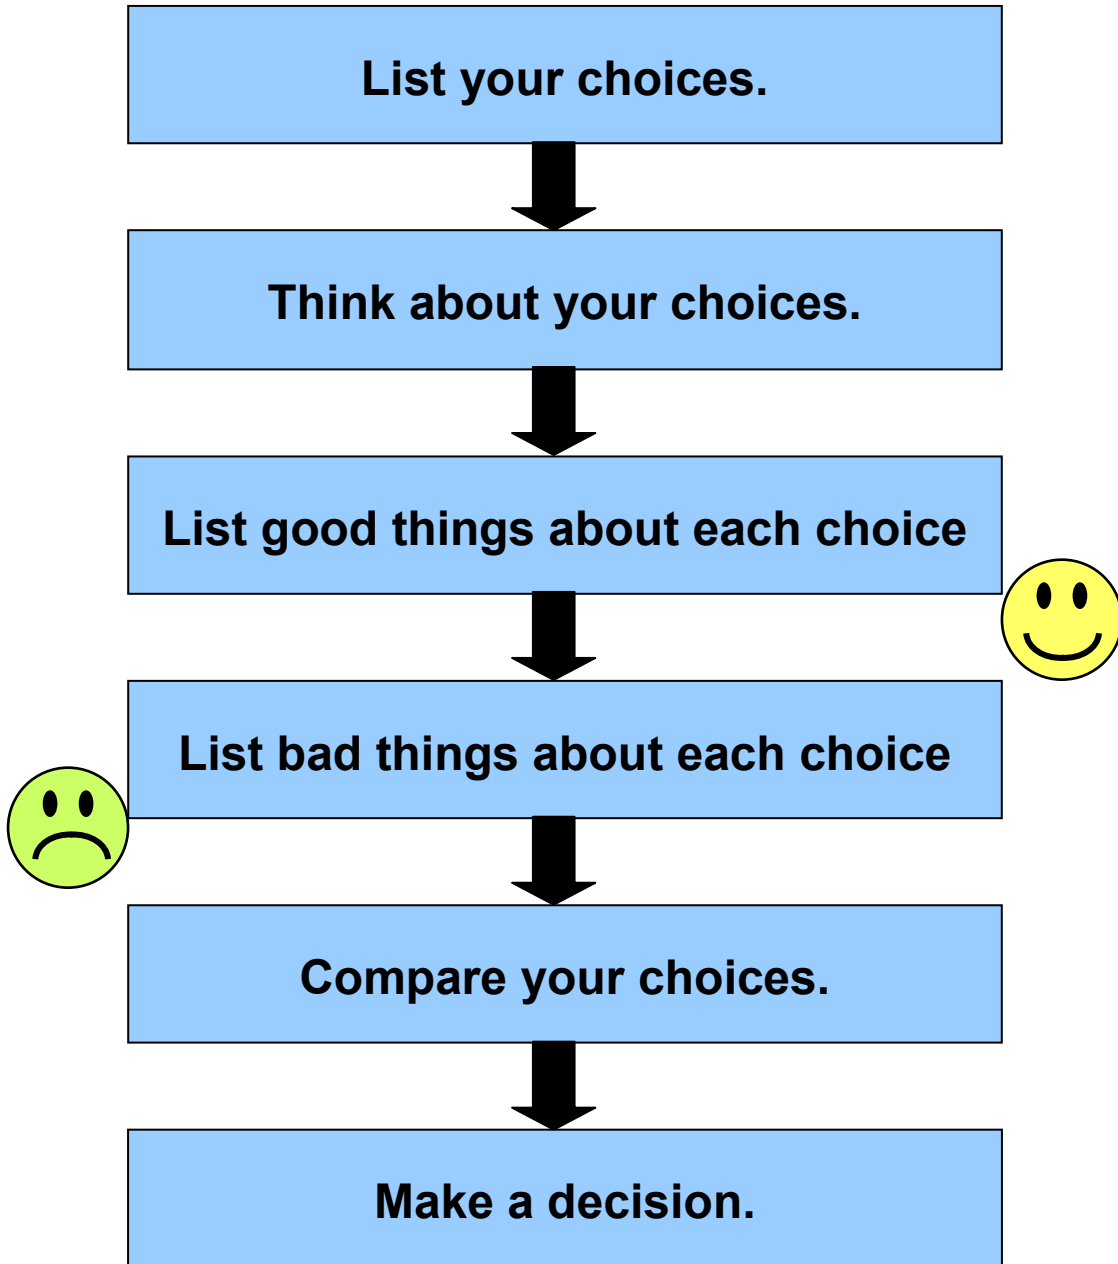 List your choices.
Think about your choices.
List good things about each choice
List bad things about each choice
Compare your choices.
Make a decision.